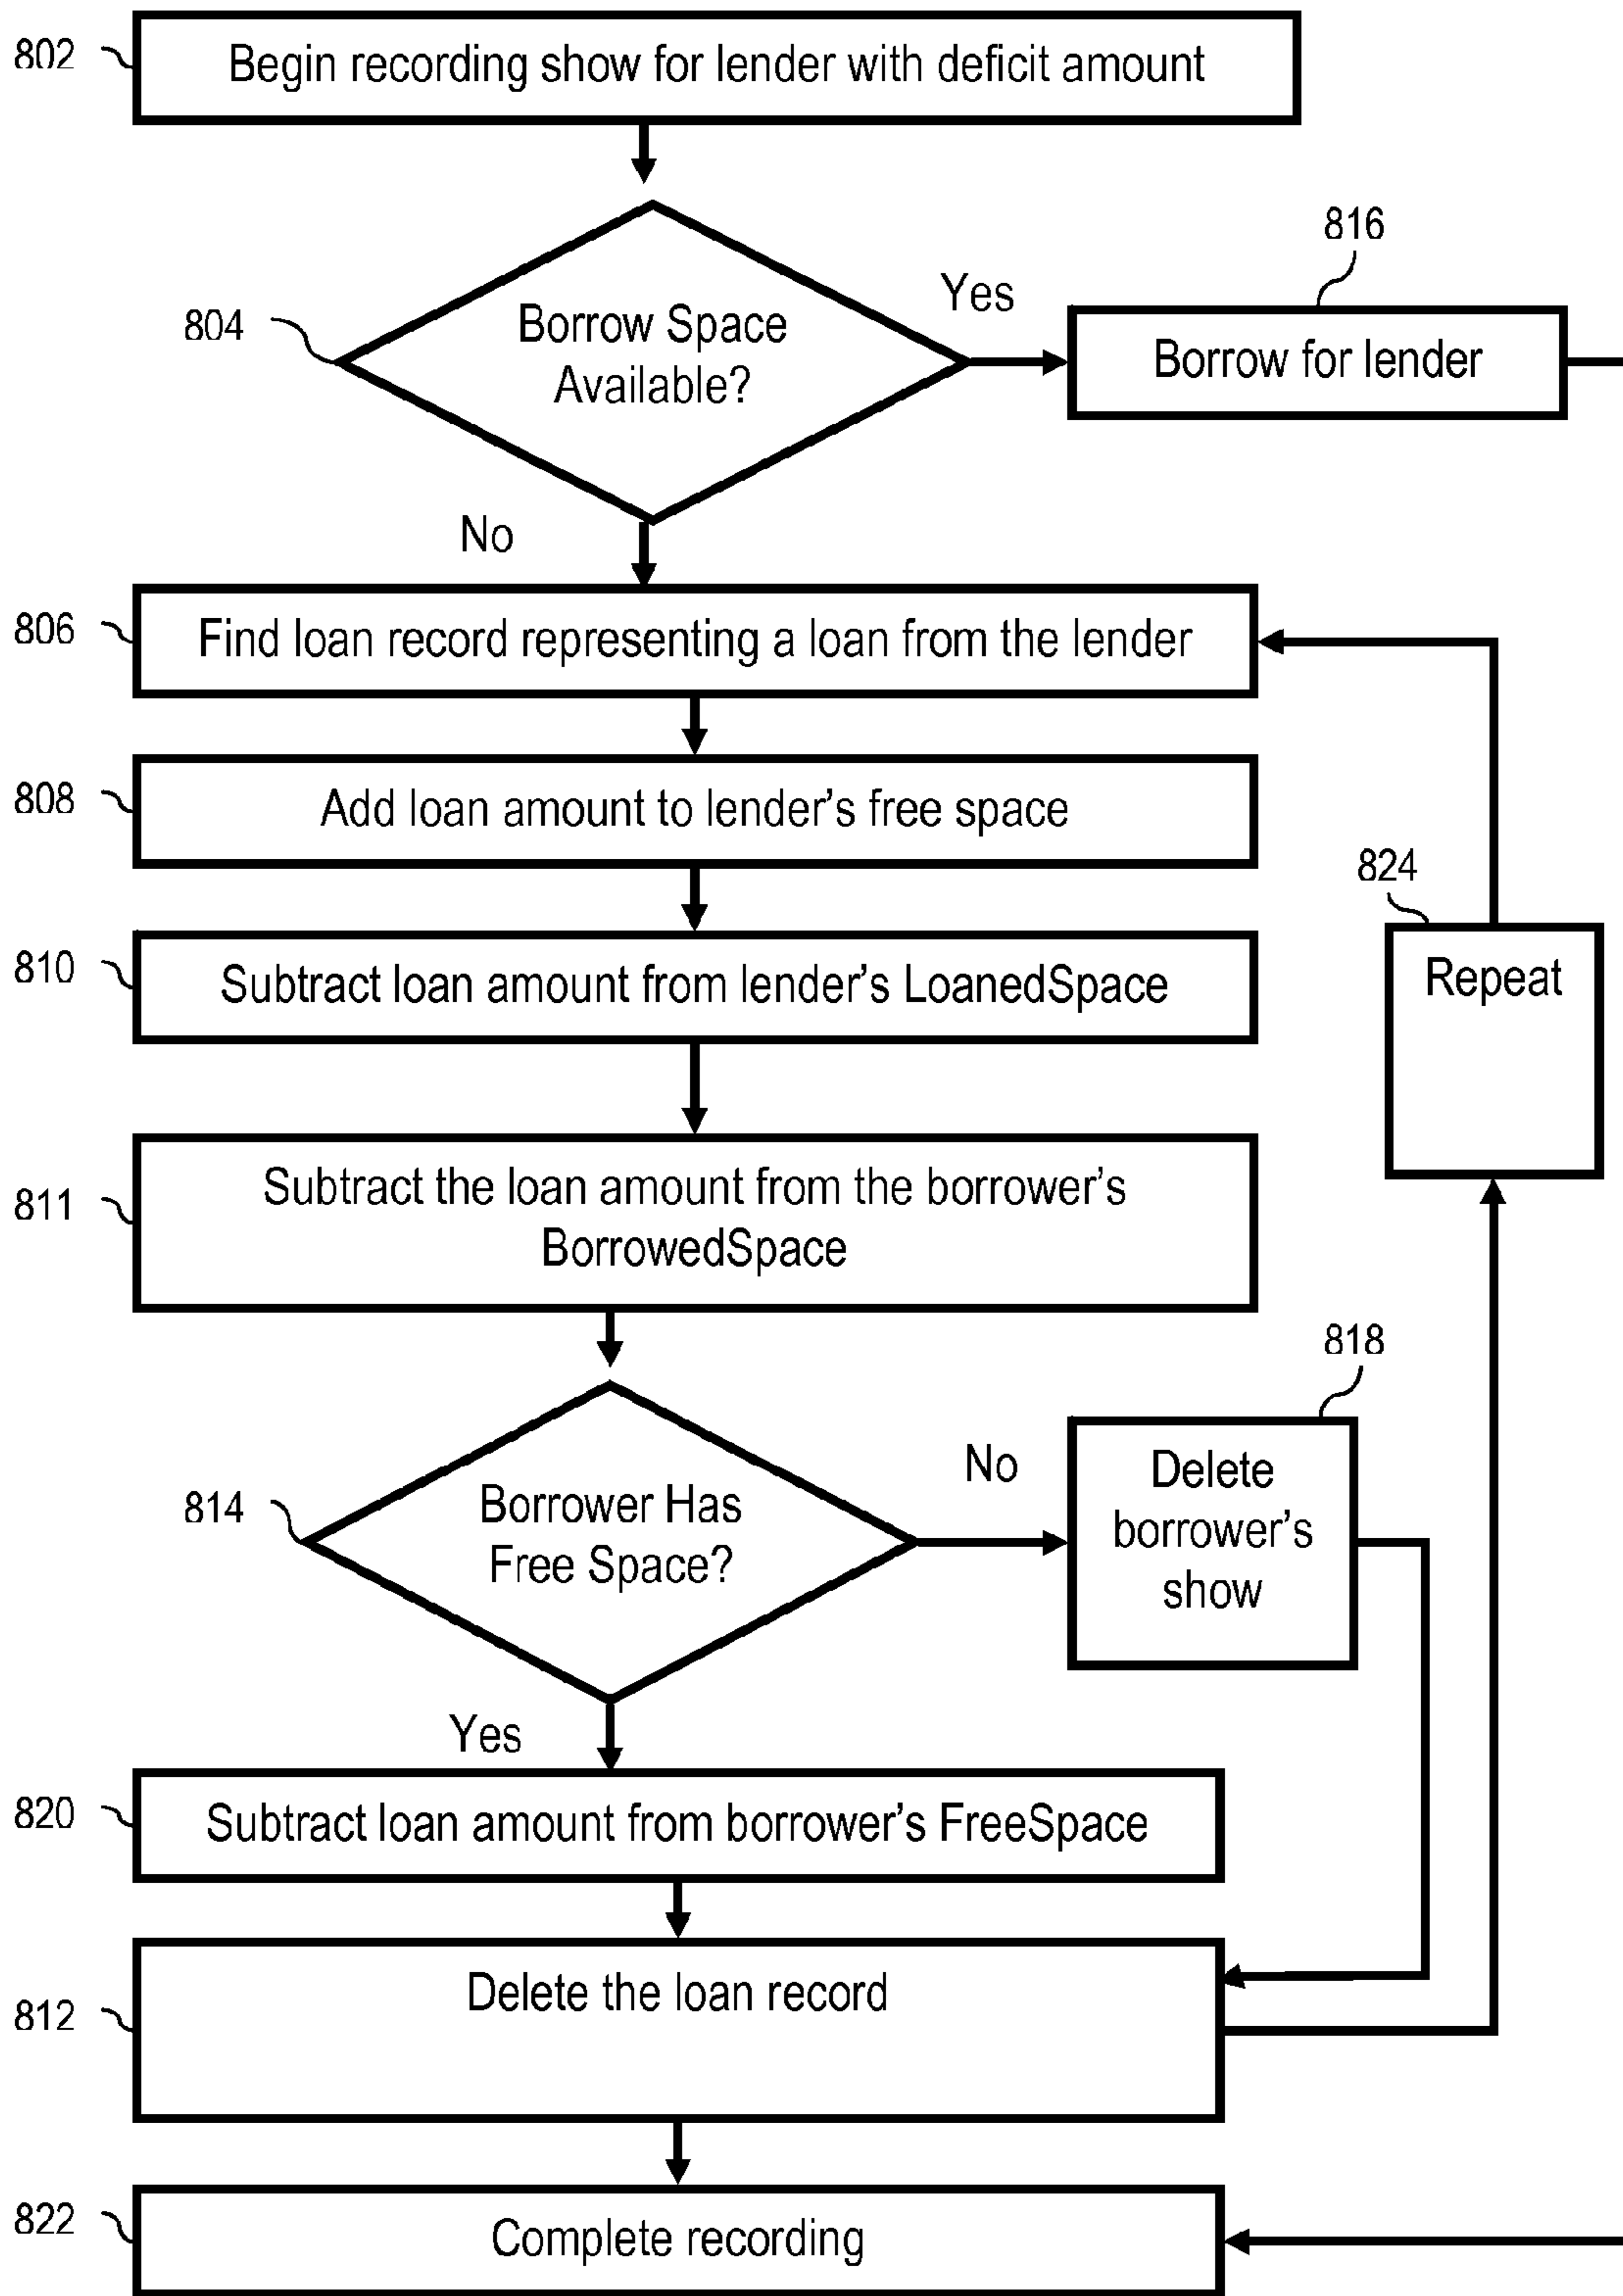 802
Begin recording show for lender with deficit amount
816
Yes
804
Borrow Space
Available?
Borrow for lender
No
806
Find loan record representing a loan from the lender
808
Add loan amount to lender's free space
824
810
Subtract loan amount from lender's LoanedSpace
Repeat
811
Subtract the loan amount from the borrower's
BorrowedSpace
818
No
814
Borrower Has
Free Space?
Delete
borrower's
show
Yes
820
Subtract loan amount from borrower's FreeSpace
812
Delete the loan record
822
Complete recording